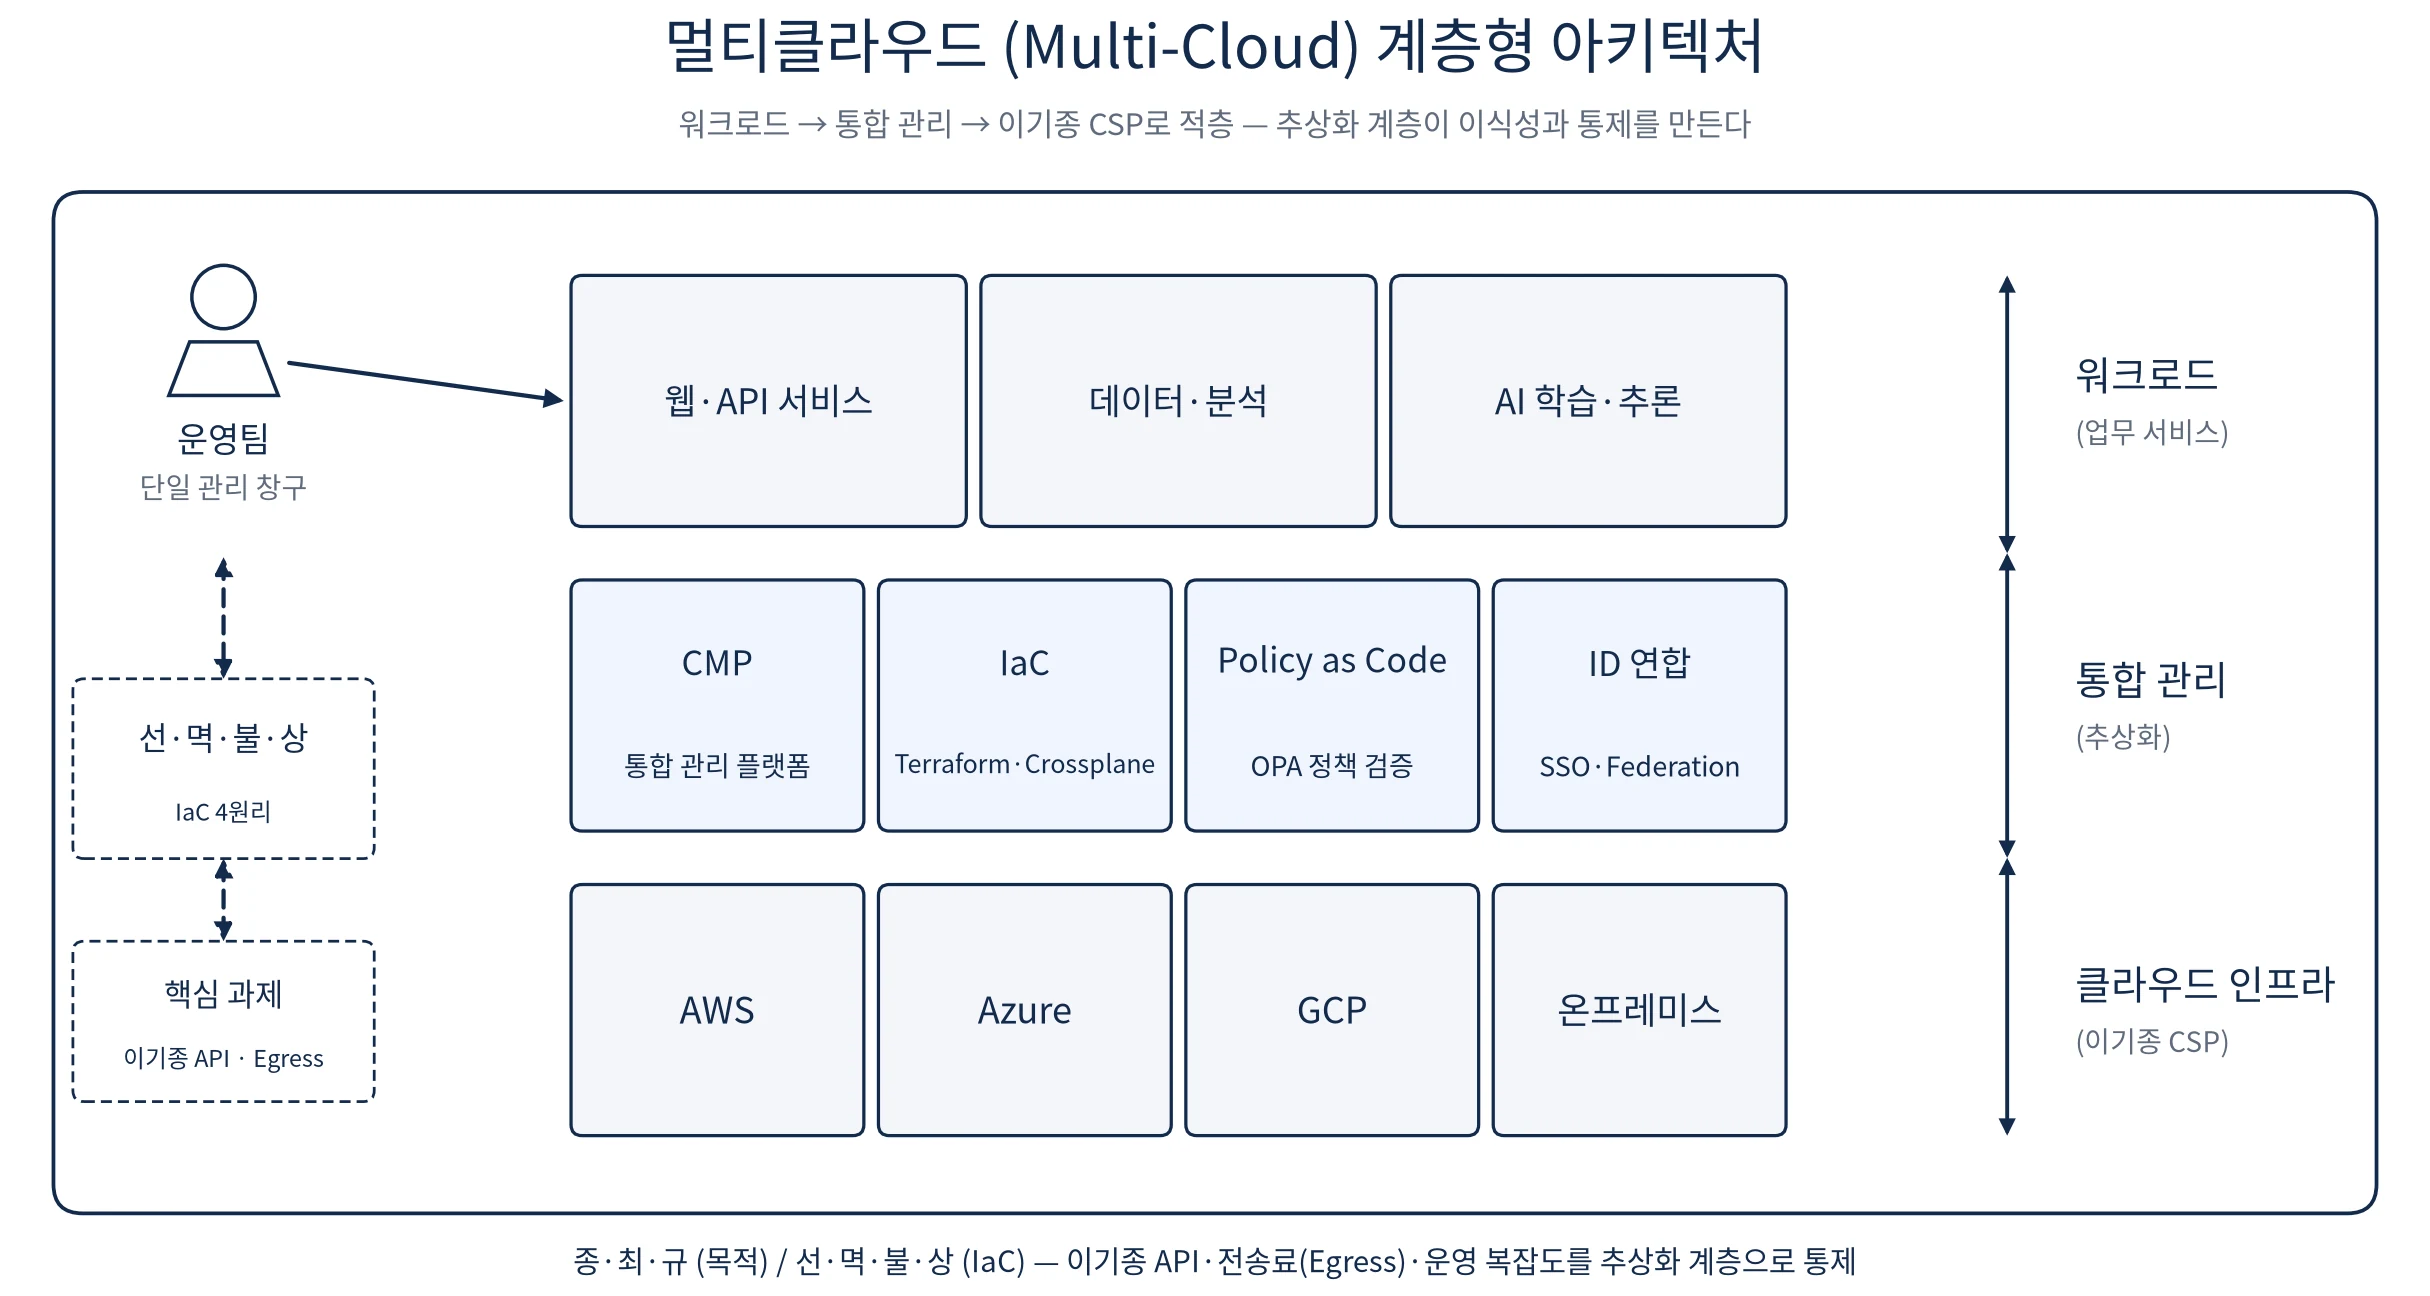 멀티클라우드 (Multi-Cloud) 계층형 아키텍처
워크로드 → 통합 관리 → 이기종 CSP로 적층 — 추상화 계층이 이식성과 통제를 만든다
운영팀
단일 관리 창구
웹·API 서비스
데이터·분석
AI 학습·추론
워크로드
(업무 서비스)
선·멱·불·상
IaC 4원리
CMP
통합 관리 플랫폼
IaC
Terraform·Crossplane
Policy as Code
OPA 정책 검증
ID 연합
SSO·Federation
통합 관리
(추상화)
핵심 과제
이기종 API · Egress
AWS
Azure
GCP
온프레미스
클라우드 인프라
(이기종 CSP)
종·최·규 (목적) / 선·멱·불·상 (IaC) — 이기종 API·전송료(Egress)·운영 복잡도를 추상화 계층으로 통제